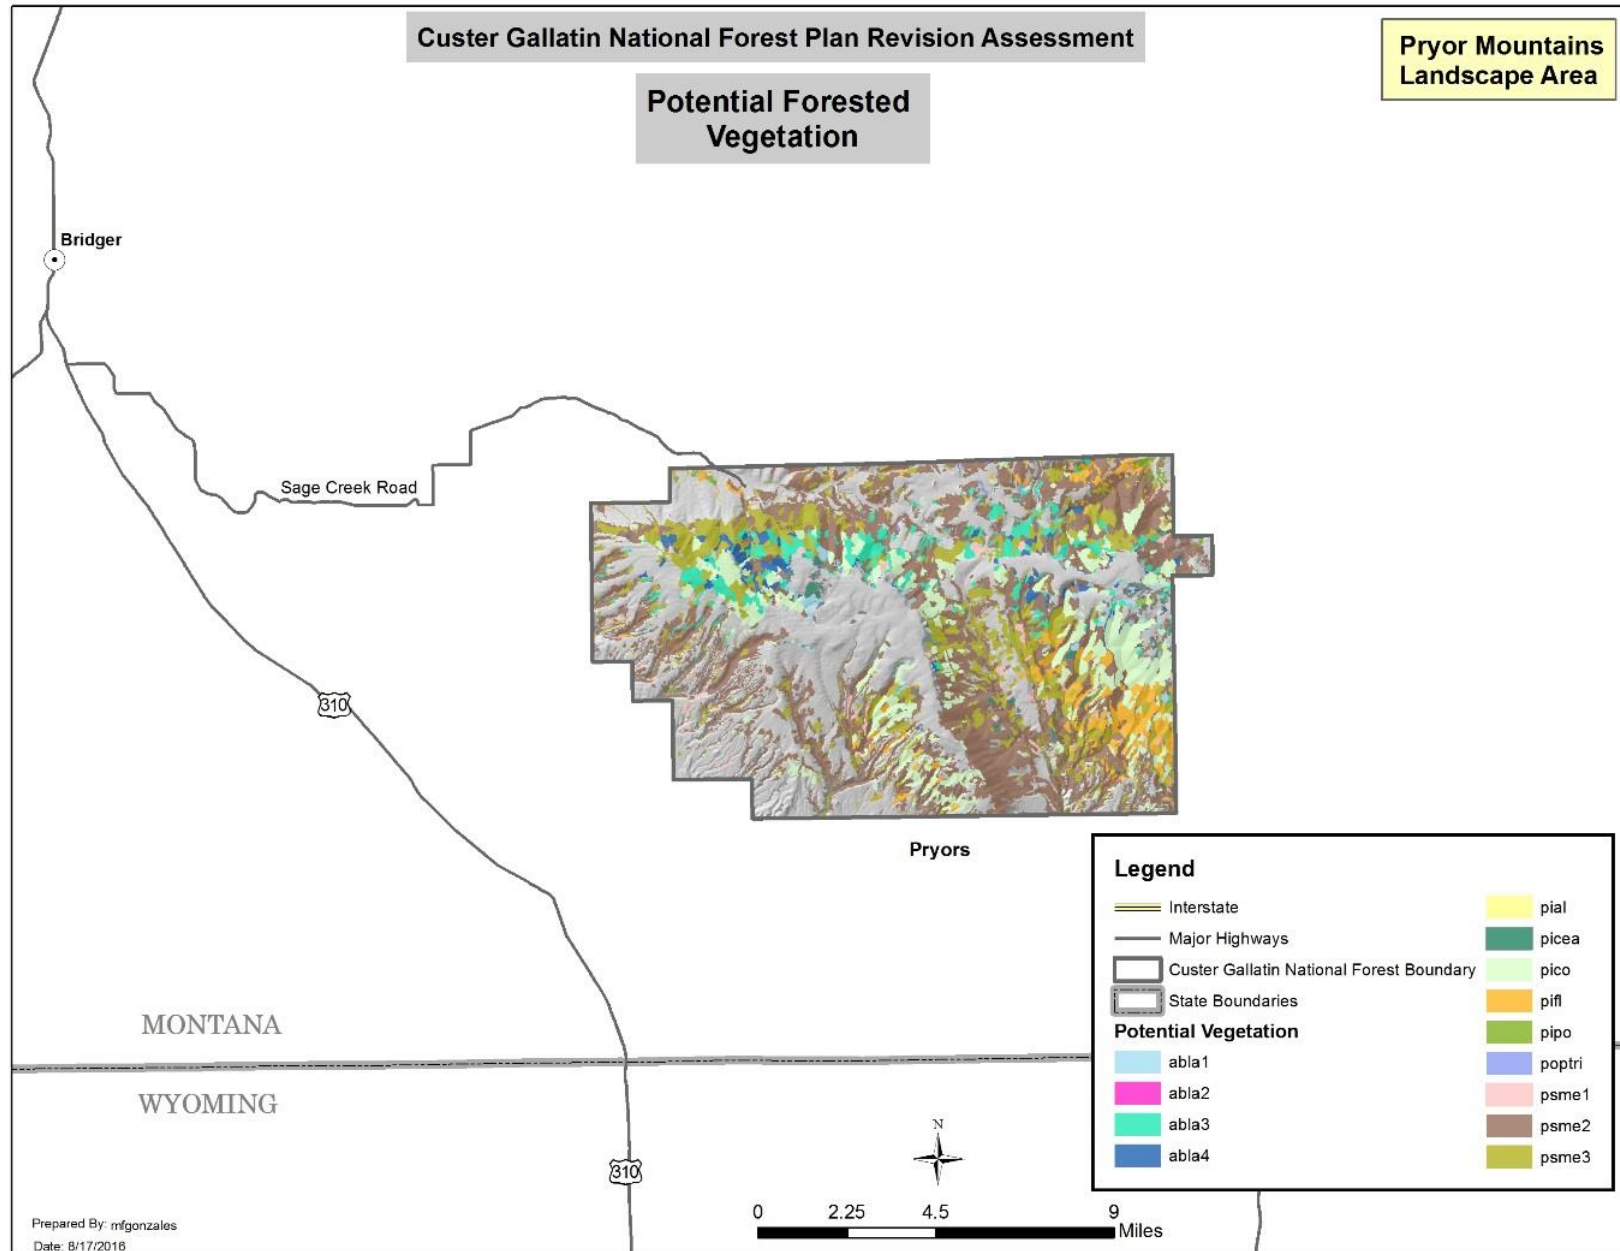 Custer Gallatin National Forest Plan Revision Assessment
Pryor Mountains
Landscape Area
Potential Forested
Vegetation
Bridger
Sage Creek Road
310
Pryors
MONTANA
WYOMING
310
N
0 2.25 4.5 9
Miles
Prepared By: mfgonzales
Date: 8/17/2016
Legend
Interstate
Major Highways
Custer Gallatin National Forest Boundary
State Boundaries
Potential Vegetation
abla1
abla2
abla3
abla4
pial
picea
pico
pifl
pipo
poptri
psme1
psme2
psme3